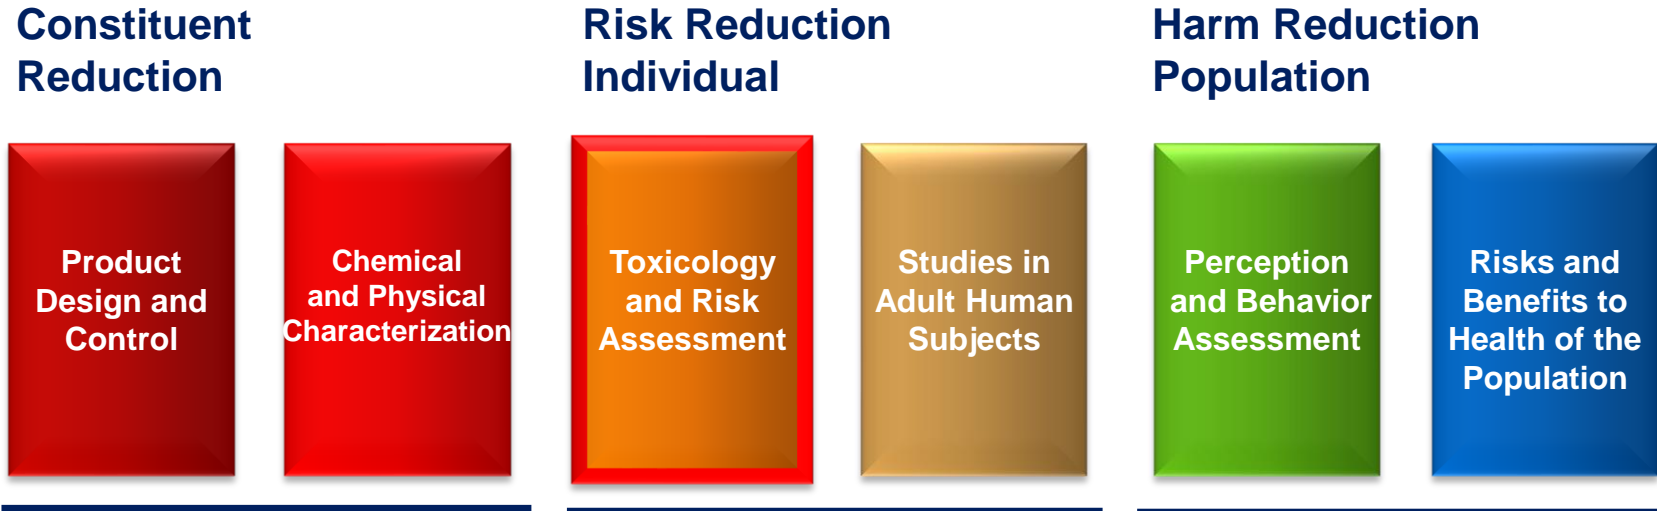 Constituent
Reduction
Risk Reduction
Individual
Harm Reduction
Population
Product
Design and
Control
Chemical
and Physical
Characterization
Toxicology
and Risk
Assessment
Studies in
Adult Human
Subjects
Perception
and Behavior
Assessment
Risks and
Benefits to
Health of the
Population